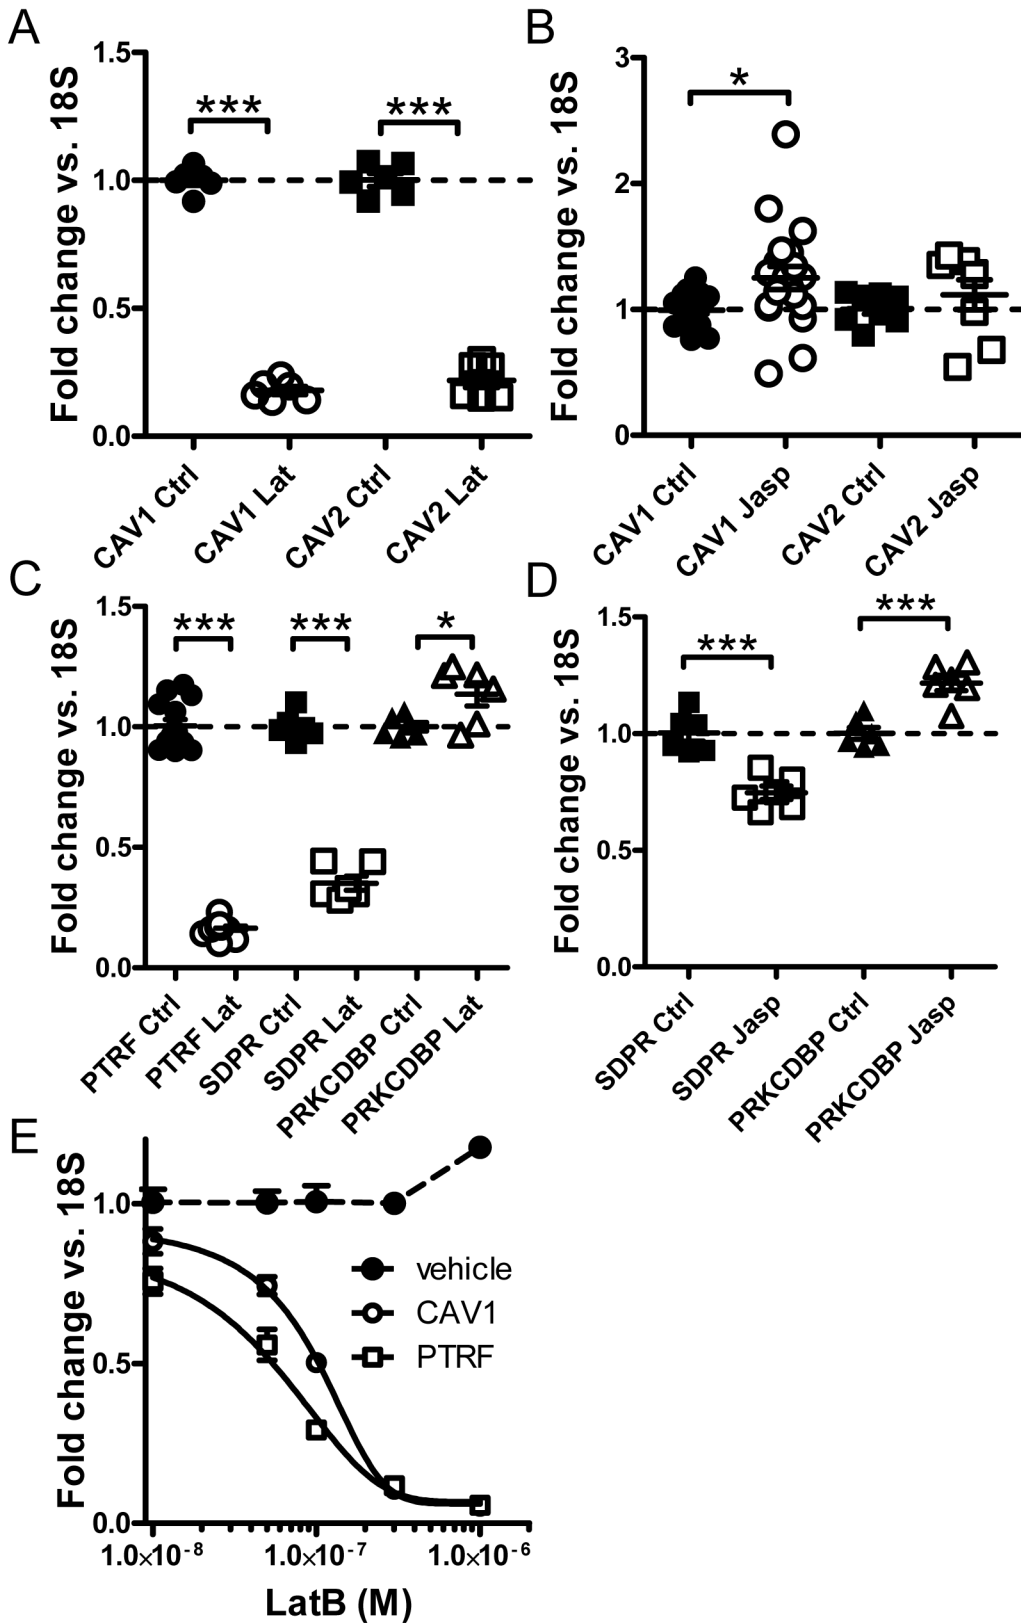 A
Fold change vs. 18S
1.5
1.0
0.5
0.0
***
***
CAV1 Ctrl
CAV1 Lat
CAV2 Ctrl
CAV2 Lat
B
Fold change vs. 18S
3
2
1
0
*
CAV1 Ctrl
CAV1 Jasp
CAV2 Ctrl
CAV2 Jasp
C
Fold change vs. 18S
1.5
1.0
0.5
0.0
***
***
*
PTRF Ctrl
PTRF Lat
SDPR Ctrl
SDPR Lat
PRKCDBP Ctrl
PRKCDBP Lat
D
Fold change vs. 18S
1.5
1.0
0.5
0.0
***
***
SDPR Ctrl
SDPR Jasp
PRKCDBP Ctrl
PRKCDBP Jasp
E
Fold change vs. 18S
1.0
0.5
0.0
vehicle
CAV1
PTRF
1.0×10-8
1.0×10-7
1.0×10-6
LatB (M)